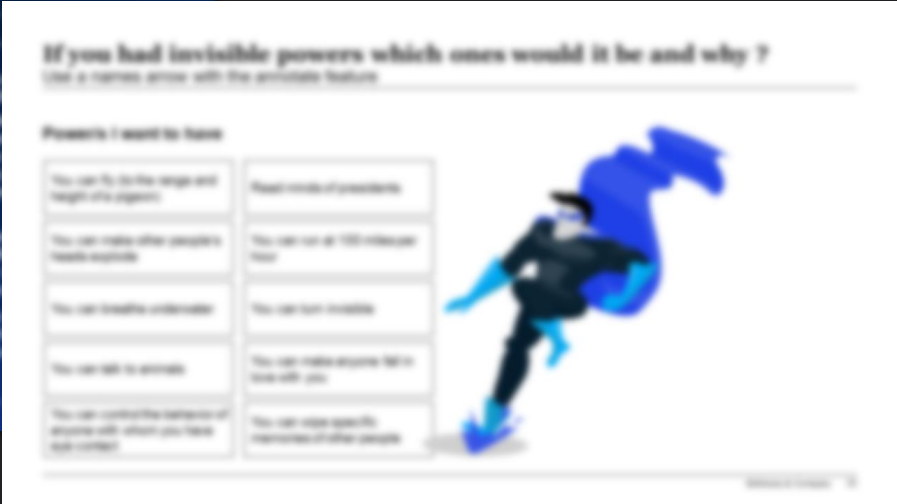 If you had invisible powers which ones would it be and why ?
Use a names arrow with the annotate feature
Power's I want to have
You can fly (to the range and
height of a pigeon)
Read minds of presidents
You can make other people's
heads explode
You can run at 100 miles per
hour
You can breathe underwater
You can turn invisible
You can talk to animals
You can make anyone fall in
love with you
You can control the behavior of
anyone with whom you have
eye contact
You can wipe specific
memories of other people
& Company